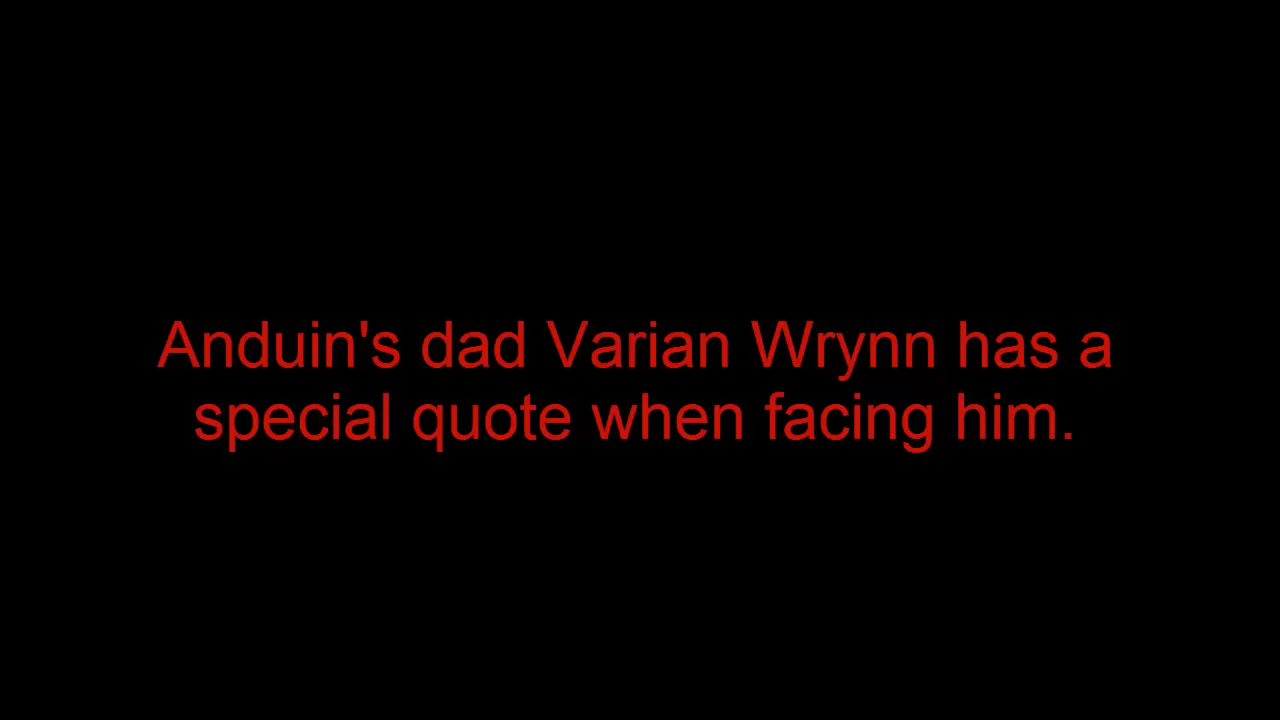 Anduin's dad Varian Wrynn has a
special quote when facing him.